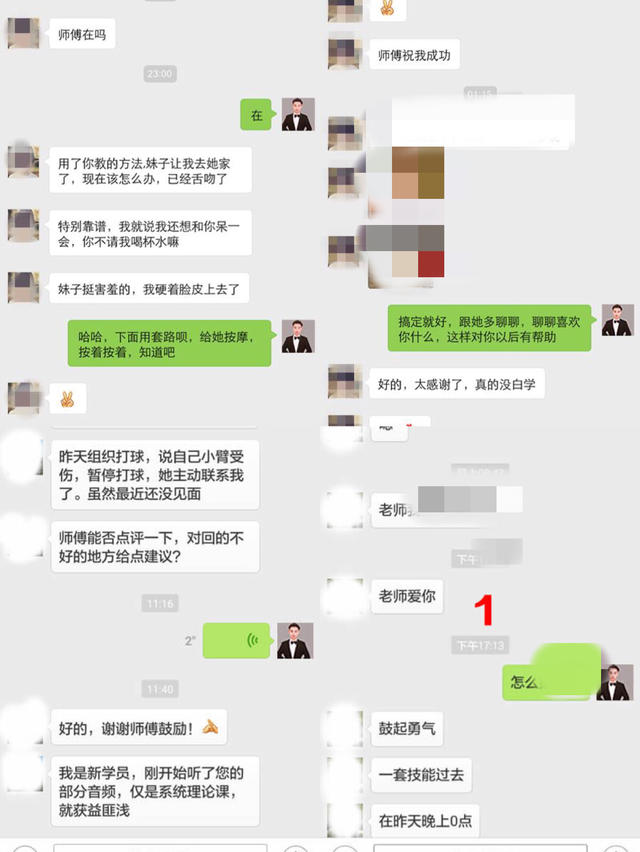 师傅在吗
23:00
在
用了你教的方法.妹子让我去她家
了，现在该怎么办，已经舌吻了
特别靠谱，我就说我还想和你呆一
会，你不请我喝杯水嘛
妹子挺害羞的，我硬着脸皮上去了
哈哈，下面用套路呗，给她按摩，
按着按着，知道吧
师傅祝我成功
01:15
搞定就好，跟她多聊聊，聊聊喜欢
你什么，这样对你以后有帮助
好的，太感谢了，真的没白学
昨天组织打球，说自己小臂受
伤，暂停打球，她主动联系我
了。虽然最近还没见面
师傅能否点评一下，对回的不
好的地方给点建议?
11:16
2"
11:40
好的，谢谢师傅鼓励！
我是新学员，刚开始听了您的
部分音频，仅是系统理论课，
就获益匪浅
老师
下午
老师爱你
1
下午17:13
怎么
鼓起勇气
一套技能过去
在昨天晚上0点